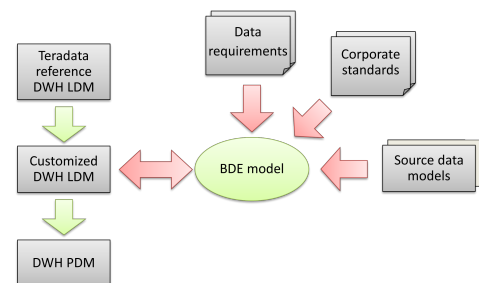 Data
requirements
Corporate
standards
Teradata
reference
DWH LDM
Customized
DWH LDM
BDE model
Source data
models
DWH PDM